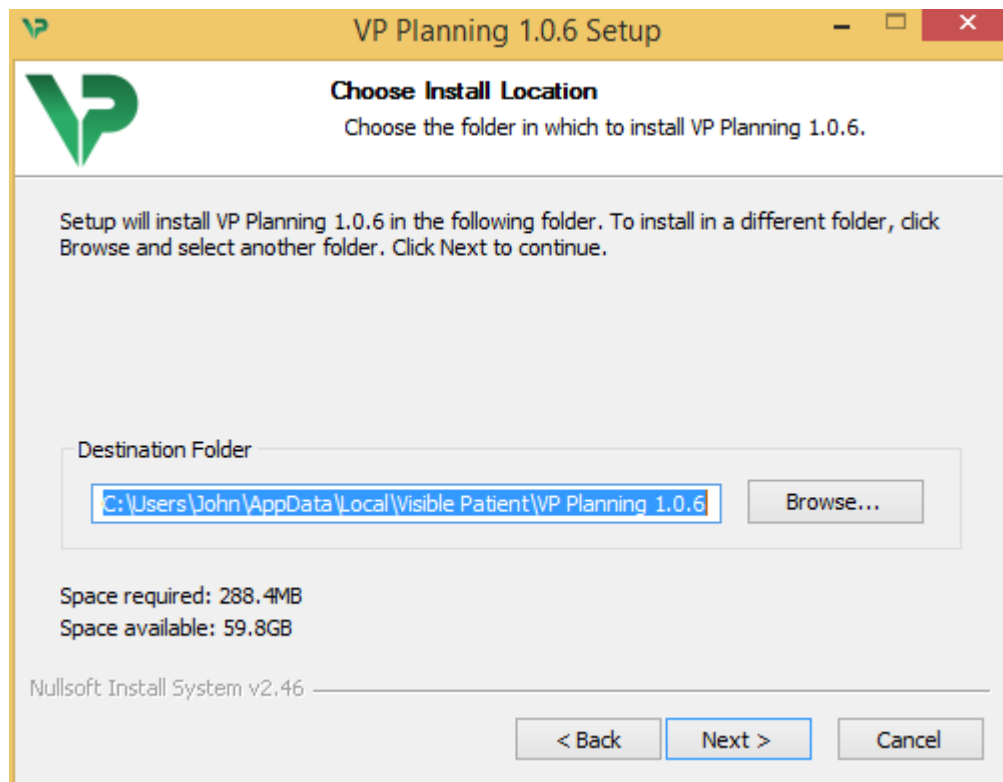 VP Planning 1.0.6 Setup
VP
Choose Install Location
Choose the folder in which to install VP Planning 1.0.6.
Setup will install VP Planning 1.0.6 in the following folder. To install in a different folder, click
Browse and select another folder. Click Next to continue.
Destination Folder
C:\Users\John\AppData\Local\Visible Patient\VP Planning 1.0.6
Browse...
Space required: 288.4MB
Space available: 59.8GB
Nullsoft Install System v2.46
< Back
Next >
Cancel